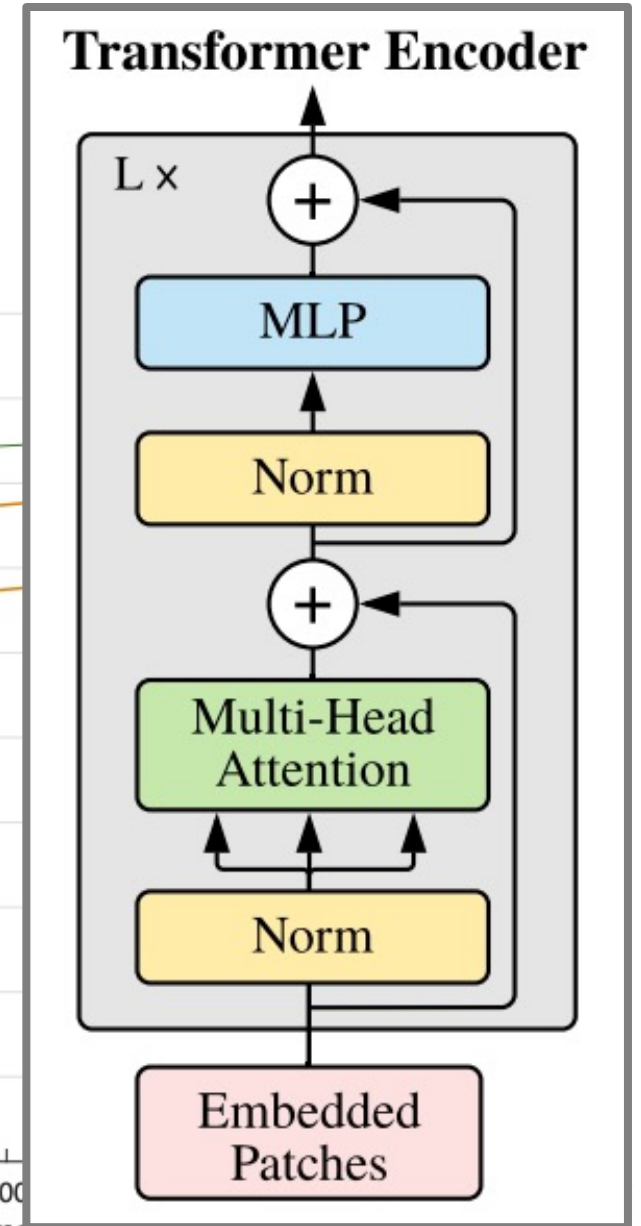 Transformer Encoder
L ×
+
MLP
Norm
+
Multi-Head
Attention
Norm
Embedded
Patches